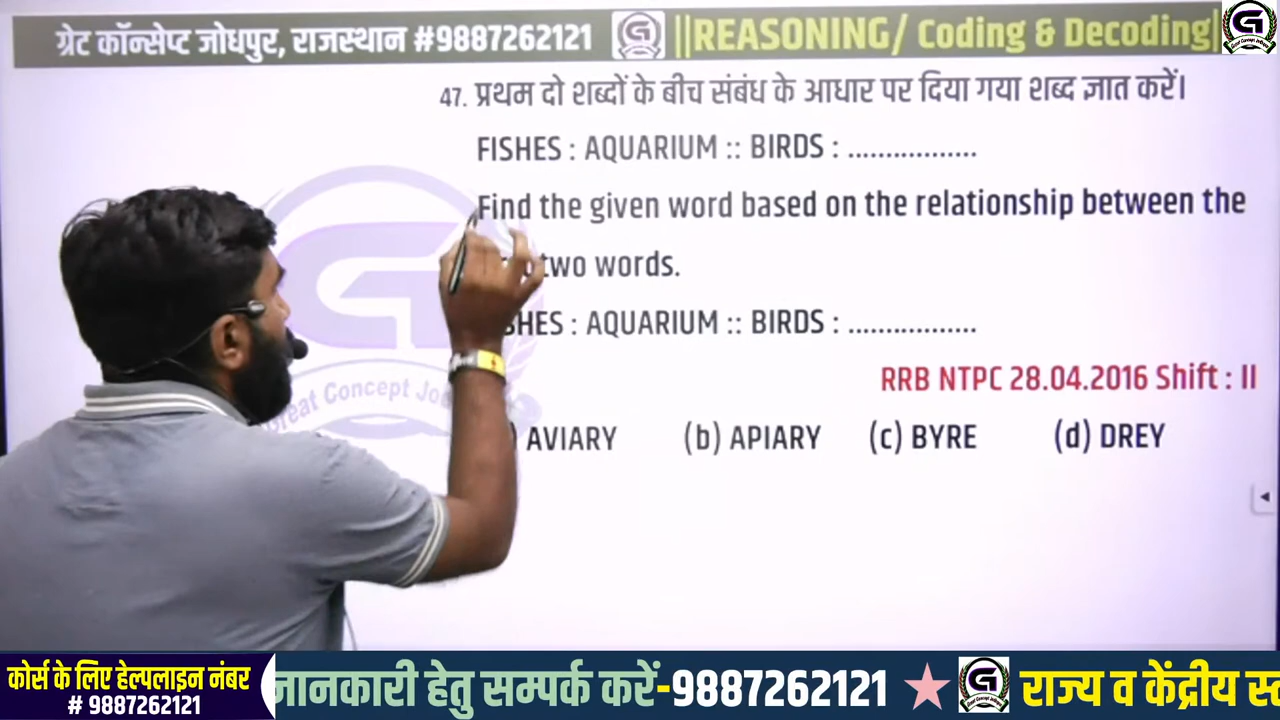 ग्रेट कॉन्सेप्ट जोधपुर, राजस्थान #9887262121 ||REASONING/ Coding & Decoding|
47. प्रथम दो शब्दों के बीच संबंध के आधार पर दिया गया शब्द ज्ञात करें।
FISHES : AQUARIUM :: BIRDS : .................
Find the given word based on the relationship between the
two words.
SHES : AQUARIUM :: BIRDS : .................
RRB NTPC 28.04.2016 Shift : II
) AVIARY (b) APIARY (c) BYRE (d) DREY
G
Great Concept
कोर्स के लिए हेल्पलाइन नंबर
# 9887262121
जानकारी हेतु सम्पर्क करें-9887262121 ★ राज्य व केंद्रीय